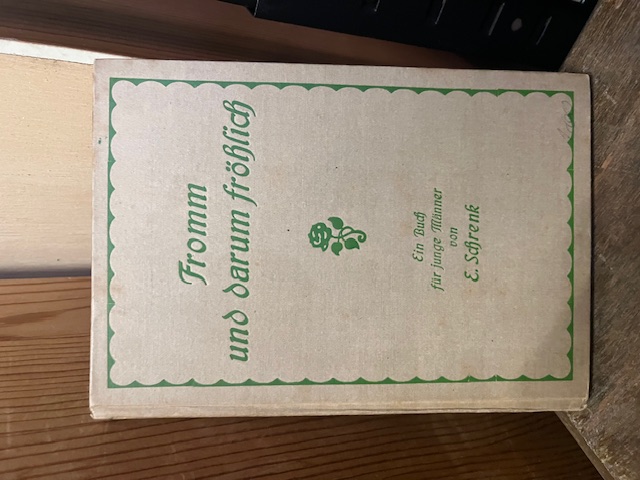 Fromm
und darum fröhlich
Ein Buch
für junge Männer
von
E. Schrenk